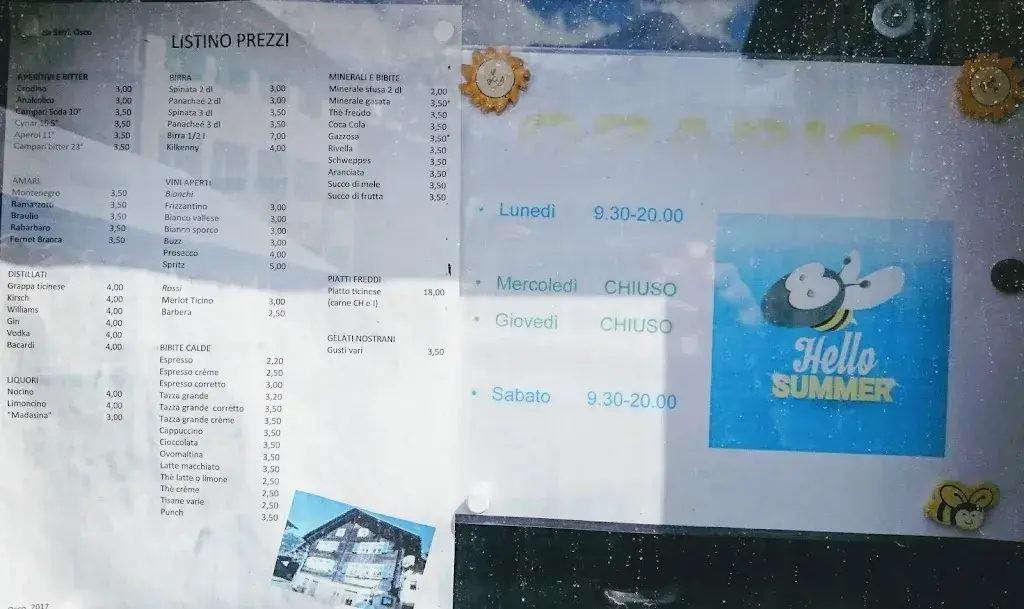 Osco
LISTINO PREZZI
APERITIVI E BITTER
Crodino 3,00
Analcolico 3,00
Campari Soda 10° 3,50
Cynar 16.5° 3,50
Aperol 11° 3,50
Campari bitter 23° 3,50
AMARI
Montenegro 3,50
Ramazzotti 3,50
Braulio 3,50
Rabarbaro 3,50
Fernet Branca 3,50
DISTILLATI
Grappa ticinese 4,00
Kirsch 4,00
Williams 4,00
Gin 4,00
Vodka 4,00
Bacardi 4,00
LIQUORI
Nocino 4,00
Limoncino 4,00
"Madasina" 3,00
BIRRA
Spinata 2 dl 3,00
Panachae 2 dl 3,00
Spinata 3 dl 3,50
Panacheé 3 dl 3,50
Birra 1/2 l 7,00
Kilkenny 4,00
VINI APERTI
Bianchi
Frizzantino 3,00
Bianco vallese 3,00
Bianco sporco 3,00
Buzz 3,00
Prosecco 4,00
Spritz 5,00
Rossi
Merlot Ticino 3,00
Barbera 2,50
BIBITE CALDE
Espresso 2,20
Espresso crème 2,50
Espresso corretto 3,00
Tazza grande 3,20
Tazza grande corretto 3,50
Tazza grande crème 3,50
Cappuccino 3,50
Cioccolata 3,50
Ovomaltina 3,50
Latte macchiato 3,50
Thè latte o limone 2,50
Thè crème 2,50
Tisane varie 2,50
Punch 3,50
MINERALI E BIBITE
Minerale sfusa 2 dl 2,00
Minerale gasata 3,50*
Thè freddo 3,50
Coca Cola 3,50
Gazzosa 3,50*
Rivella 3,50
Schweppes 3,50
Aranciata 3,50
Succo di mele 3,50
Succo di frutta 3,50
PIATTI FREDDI
Piatto ticinese 18,00
(carne CH e I)
GELATI NOSTRANI
Gusti vari 3,50
Osco, 2017
- Lunedì 9.30-20.00
- Mercoledì CHIUSO
- Giovedì CHIUSO
- Sabato 9.30-20.00
Hello
SUMMER